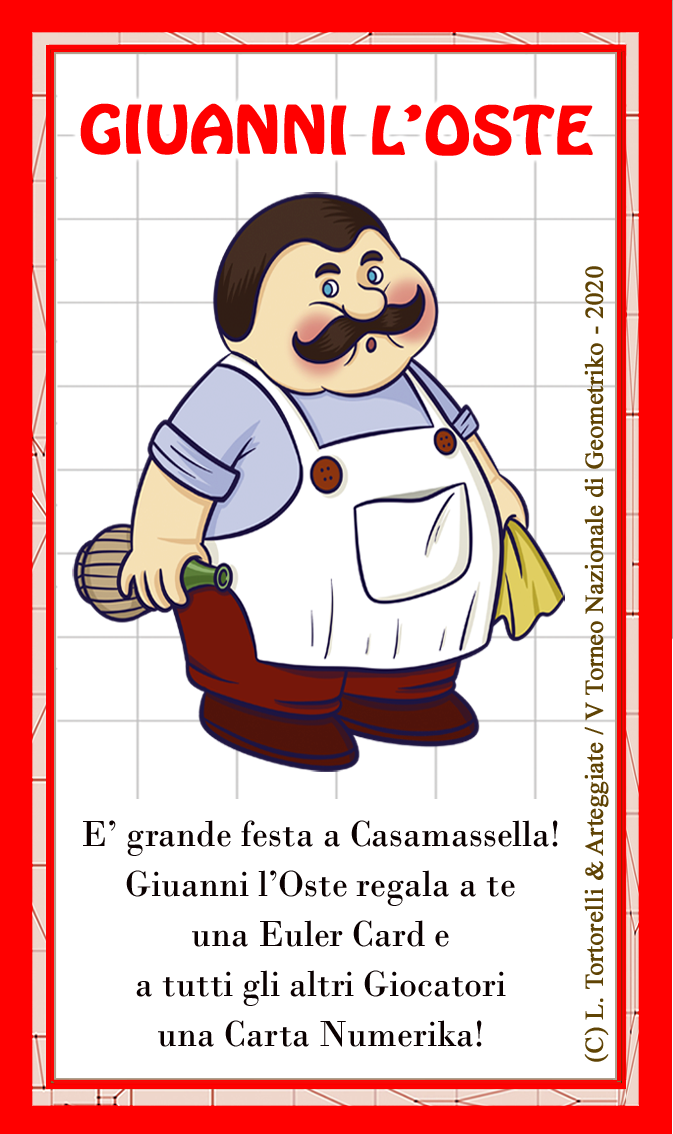 GIUANNI L'OSTE
E' grande festa a Casamassella!
Giuanni l'Oste regala a te
una Euler Card e
a tutti gli altri Giocatori
una Carta Numerika!
(C) L. Tortorelli & Arteggiate / V Torneo Nazionale di Geometriko - 2020